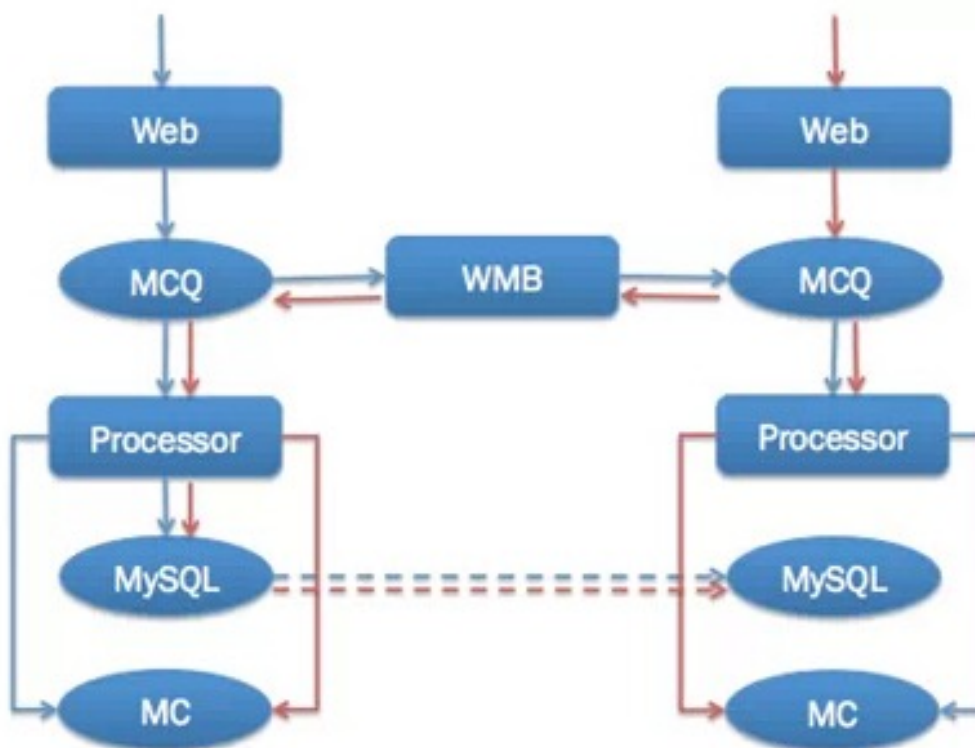 Web
Web
MCQ
WMB
MCQ
Processor
Processor
MySQL
MySQL
MC
MC